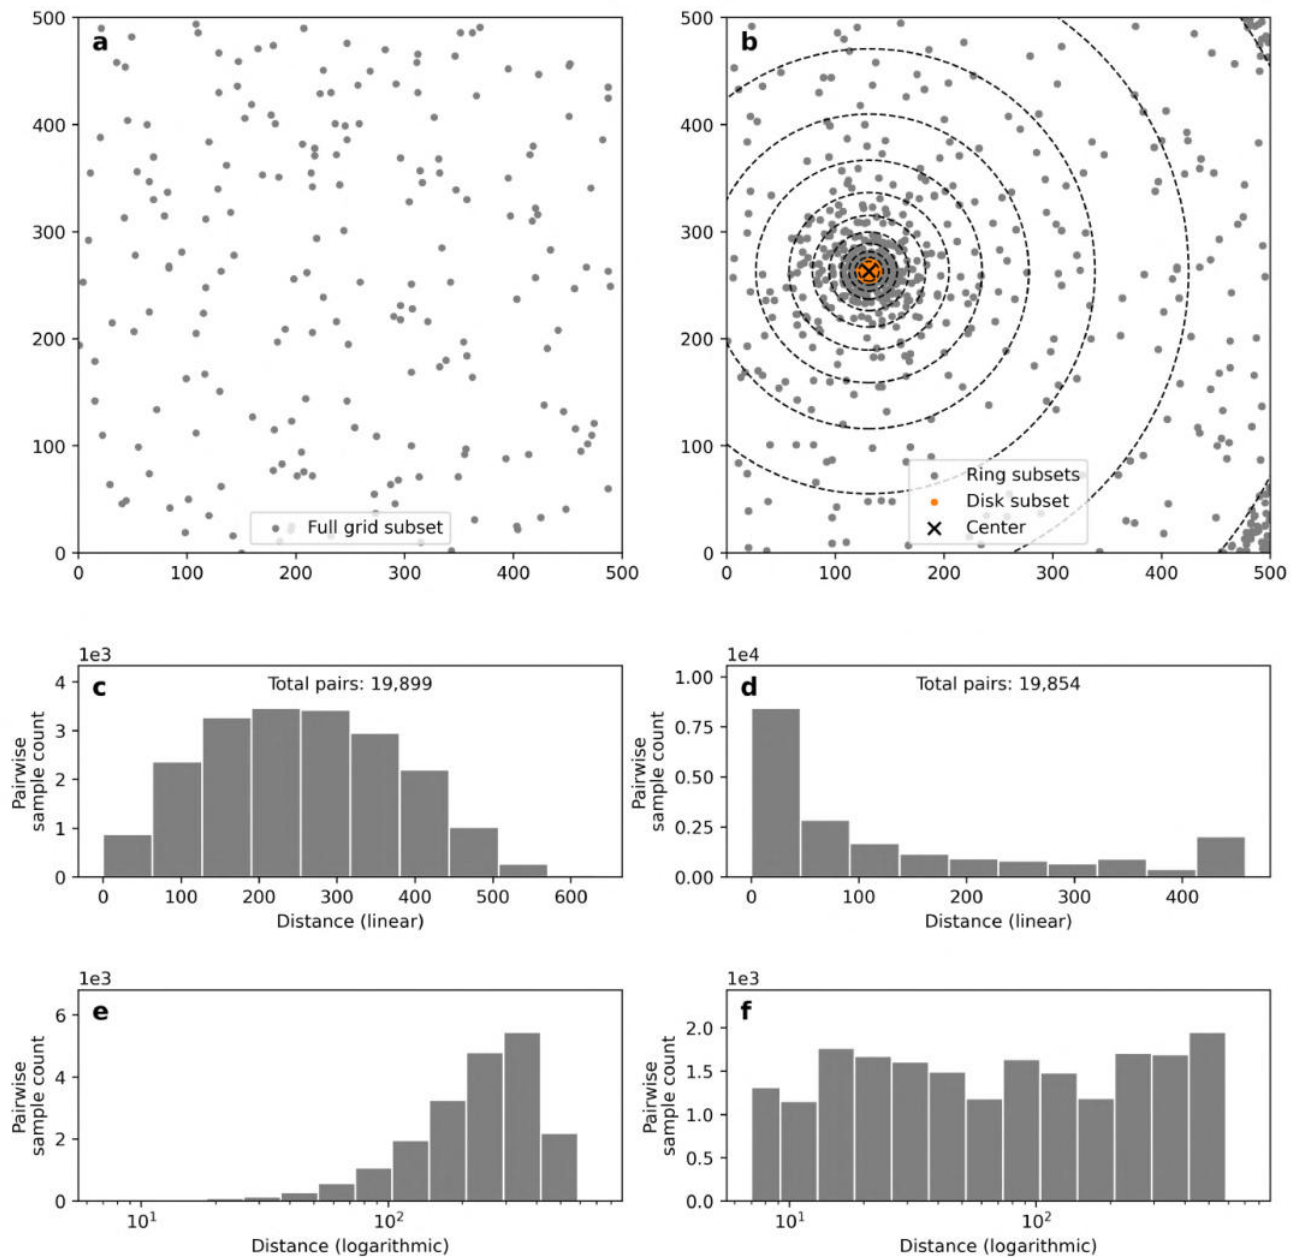 a
500
400
300
200
100
0
Full grid subset
0 100 200 300 400 500
b
500
400
300
200
100
0
Ring subsets
Disk subset
Center
0 100 200 300 400 500
1e3
c
Total pairs: 19,899
4
3
2
1
0
Pairwise
sample count
0 100 200 300 400 500 600
Distance (linear)
1e4
d
Total pairs: 19,854
1.00
0.75
0.50
0.25
0.00
Pairwise
sample count
0 100 200 300 400
Distance (linear)
1e3
e
6
4
2
0
Pairwise
sample count
10¹ 10²
Distance (logarithmic)
1e3
f
2.0
1.5
1.0
0.5
0.0
Pairwise
sample count
10¹ 10²
Distance (logarithmic)